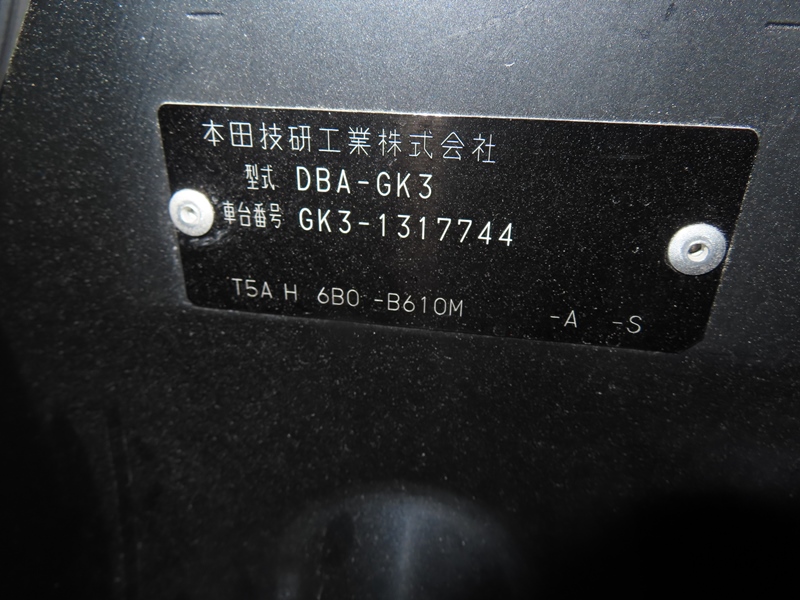 本田技研工業株式会社
型式 DBA-GK3
車台番号 GK3-1317744
T5A H 6B0 -B610M -A -S